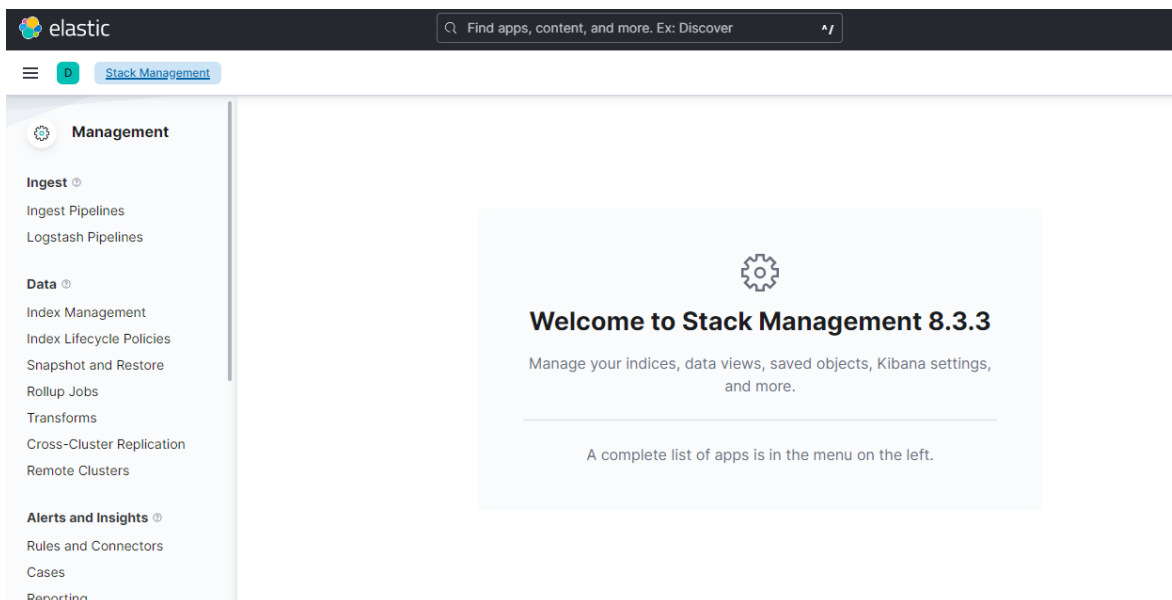 elastic
Find apps, content, and more. Ex: Discover ^/
D Stack Management
Management
Ingest
Ingest Pipelines
Logstash Pipelines
Data
Index Management
Index Lifecycle Policies
Snapshot and Restore
Rollup Jobs
Transforms
Cross-Cluster Replication
Remote Clusters
Alerts and Insights
Rules and Connectors
Cases
Reporting
Welcome to Stack Management 8.3.3
Manage your indices, data views, saved objects, Kibana settings,
and more.
A complete list of apps is in the menu on the left.